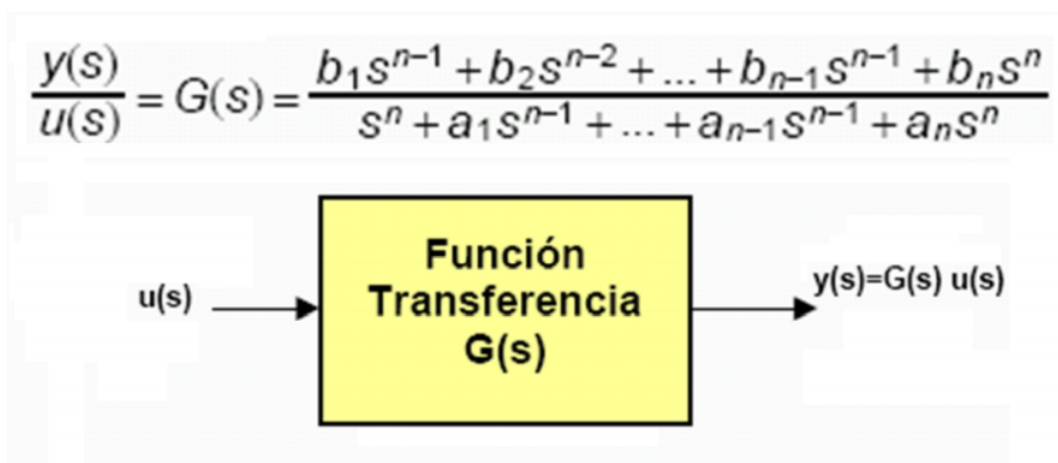 y(s)/u(s) = G(s) = (b₁sⁿ⁻¹ + b₂sⁿ⁻² + ... + bₙ₋₁sⁿ⁻¹ + bₙsⁿ)/(sⁿ + a₁sⁿ⁻¹ + ... + aₙ₋₁sⁿ⁻¹ + aₙsⁿ)
u(s)
Función
Transferencia
G(s)
y(s)=G(s) u(s)